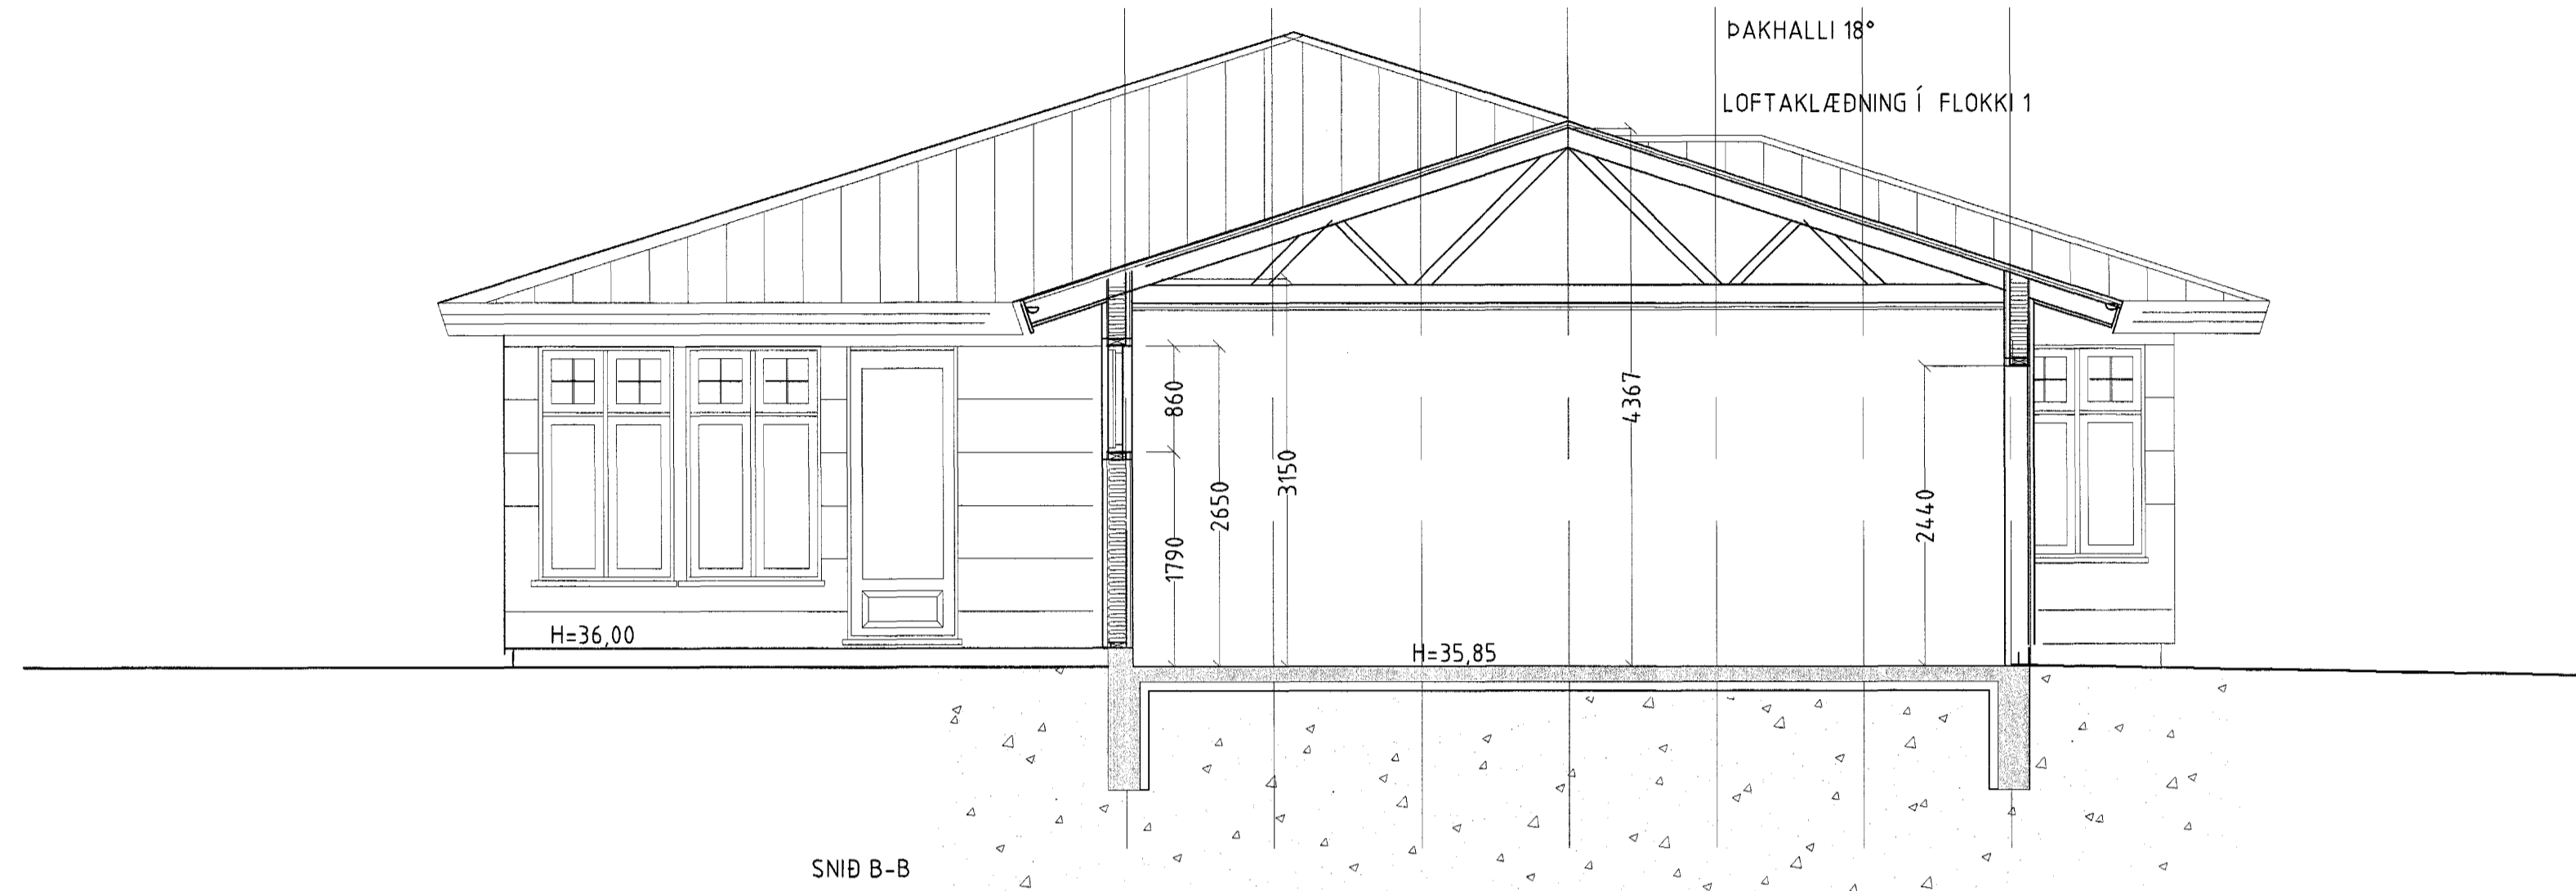 ÞAKHALLI 18°
LOFTAKLÆÐNING Í FLOKKI 1
860
4367
3150
2650
2440
1790
H=36,00
H=35,85
SNIÐ B-B